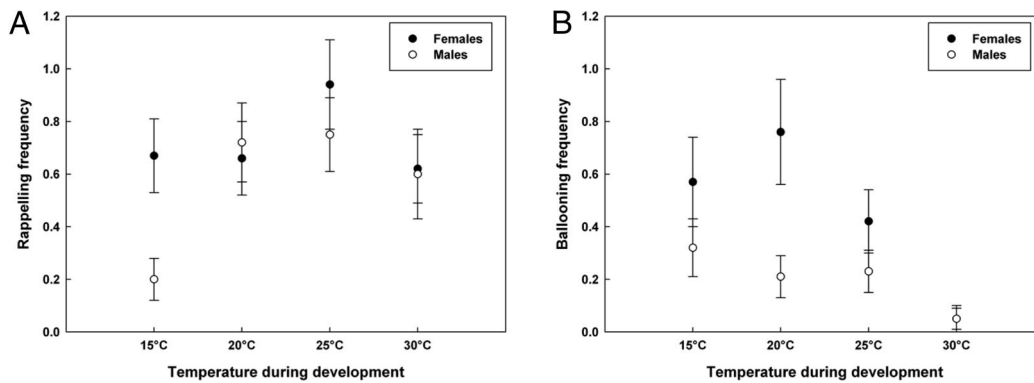 A
Females
Males
Rappelling frequency
1.2
1.0
0.8
0.6
0.4
0.2
0.0
15°C 20°C 25°C 30°C
Temperature during development
B
Females
Males
Ballooning frequency
1.2
1.0
0.8
0.6
0.4
0.2
0.0
15°C 20°C 25°C 30°C
Temperature during development